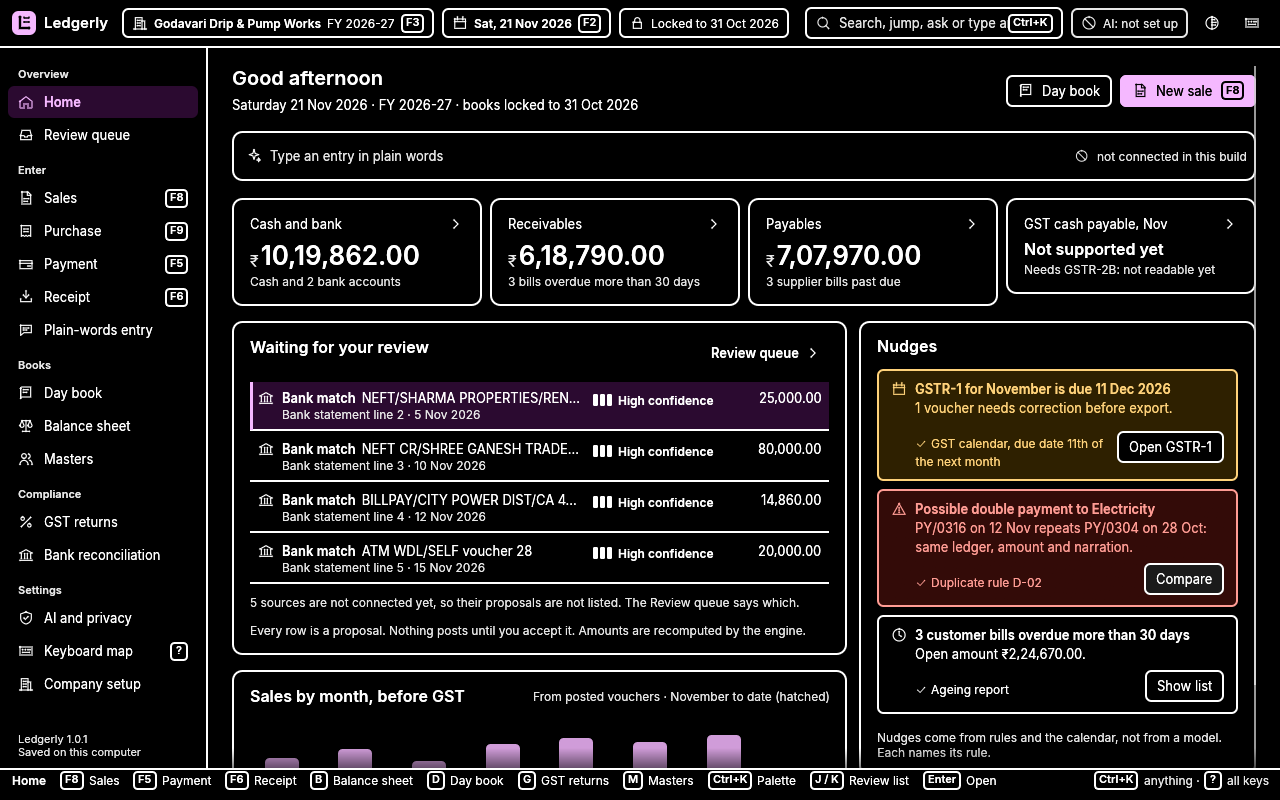 Ledgerly
Godavari Drip & Pump Works FY 2026-27 F3
Sat, 21 Nov 2026 F2
Locked to 31 Oct 2026
Search, jump, ask or type a Ctrl+K
AI: not set up
Overview
Home
Review queue
Enter
Sales F8
Purchase F9
Payment F5
Receipt F6
Plain-words entry
Books
Day book
Balance sheet
Masters
Compliance
GST returns
Bank reconciliation
Settings
AI and privacy
Keyboard map ?
Company setup
Ledgerly 1.0.1
Saved on this computer
Good afternoon
Saturday 21 Nov 2026 · FY 2026-27 · books locked to 31 Oct 2026
Day book
New sale F8
Type an entry in plain words
not connected in this build
Cash and bank
₹10,19,862.00
Cash and 2 bank accounts
Receivables
₹6,18,790.00
3 bills overdue more than 30 days
Payables
₹7,07,970.00
3 supplier bills past due
GST cash payable, Nov
Not supported yet
Needs GSTR-2B: not readable yet
Waiting for your review
Review queue
Bank match NEFT/SHARMA PROPERTIES/REN... High confidence 25,000.00
Bank statement line 2 · 5 Nov 2026
Bank match NEFT CR/SHREE GANESH TRADE... High confidence 80,000.00
Bank statement line 3 · 10 Nov 2026
Bank match BILLPAY/CITY POWER DIST/CA 4... High confidence 14,860.00
Bank statement line 4 · 12 Nov 2026
Bank match ATM WDL/SELF voucher 28 High confidence 20,000.00
Bank statement line 5 · 15 Nov 2026
5 sources are not connected yet, so their proposals are not listed. The Review queue says which.
Every row is a proposal. Nothing posts until you accept it. Amounts are recomputed by the engine.
Sales by month, before GST
From posted vouchers · November to date (hatched)
Nudges
GSTR-1 for November is due 11 Dec 2026
1 voucher needs correction before export.
✓ GST calendar, due date 11th of
the next month
Open GSTR-1
Possible double payment to Electricity
PY/0316 on 12 Nov repeats PY/0304 on 28 Oct:
same ledger, amount and narration.
✓ Duplicate rule D-02
Compare
3 customer bills overdue more than 30 days
Open amount ₹2,24,670.00.
✓ Ageing report
Show list
Nudges come from rules and the calendar, not from a model.
Each names its rule.
Home F8 Sales F5 Payment F6 Receipt B Balance sheet D Day book G GST returns M Masters Ctrl+K Palette J / K Review list Enter Open Ctrl+K anything · ? all keys